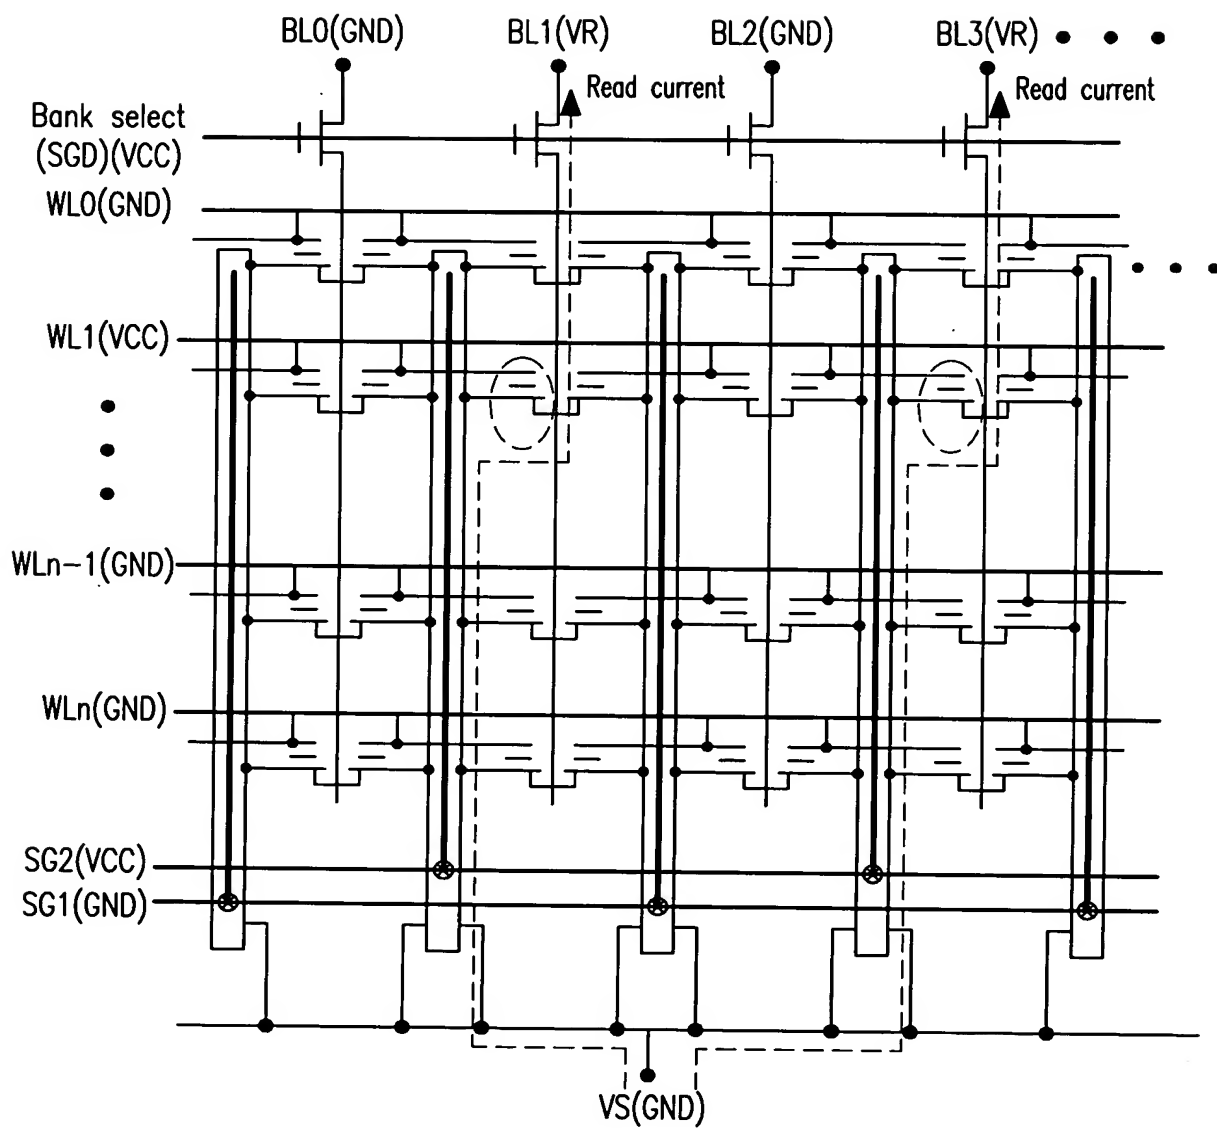 BL0(GND) BL1(VR) BL2(GND) BL3(VR)
Read current Read current
Bank select
(SGD)(VCC)
WL0(GND)
WL1(VCC)
WLn-1(GND)
WLn(GND)
SG2(VCC)
SG1(GND)
VS(GND)